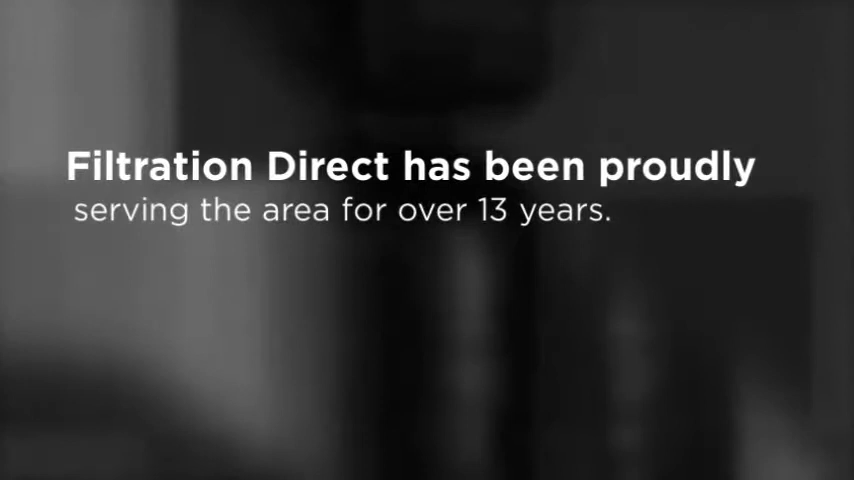 Filtration Direct has been proudly
serving the area for over 13 years.